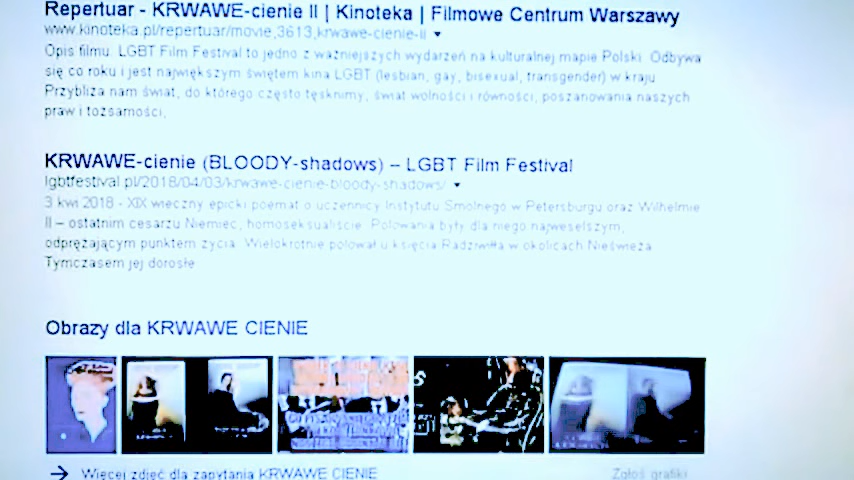 Repertuar - KRWAWE-cienie II | Kinoteka | Filmowe Centrum Warszawy
www.kinoteka.pl/repertuar/movie,3613,krwawe-cienie-ii
Opis filmu. LGBT Film Festival to jedno z ważniejszych wydarzeń na kulturalnej mapie Polski. Odbywa
się co roku i jest największym świętem kina LGBT (lesbian, gay, bisexual, transgender) w kraju.
Przybliża nam świat, do którego często tęsknimy, świat wolności i równości, poszanowania naszych
praw i tożsamości.
KRWAWE-cienie (BLOODY-shadows) – LGBT Film Festival
lgbtfestival.pl/2018/04/03/krwawe-cienie-bloody-shadows/
3 kwi 2018 - XIX wieczny epicki poemat o uczennicy Instytutu Smolnego w Petersburgu oraz Wilhelmie
II – ostatnim cesarzu Niemiec, homoseksualiście. Polowania były dla niego najweselszym,
odprężającym punktem życia. Wielokrotnie polował u księcia Radziwiłła w okolicach Nieświeża.
Tymczasem jej dorosłe
Obrazy dla KRWAWE CIENIE
Więcej zdjęć dla zapytania KRWAWE CIENIE
Zgłoś grafiki